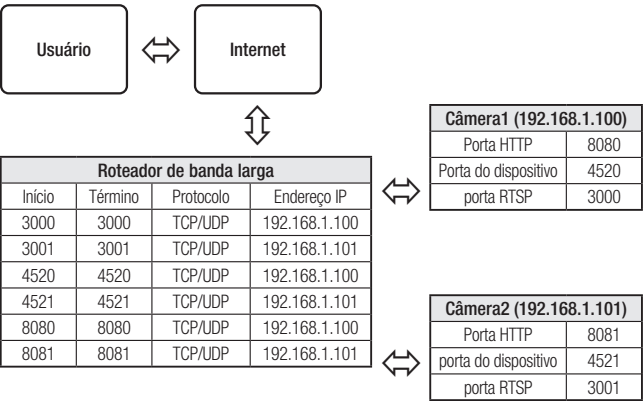 Usuário
Internet
Roteador de banda larga
Início Término Protocolo Endereço IP
3000 3000 TCP/UDP 192.168.1.100
3001 3001 TCP/UDP 192.168.1.101
4520 4520 TCP/UDP 192.168.1.100
4521 4521 TCP/UDP 192.168.1.101
8080 8080 TCP/UDP 192.168.1.100
8081 8081 TCP/UDP 192.168.1.101
Câmera1 (192.168.1.100)
Porta HTTP 8080
Porta do dispositivo 4520
porta RTSP 3000
Câmera2 (192.168.1.101)
Porta HTTP 8081
porta do dispositivo 4521
porta RTSP 3001